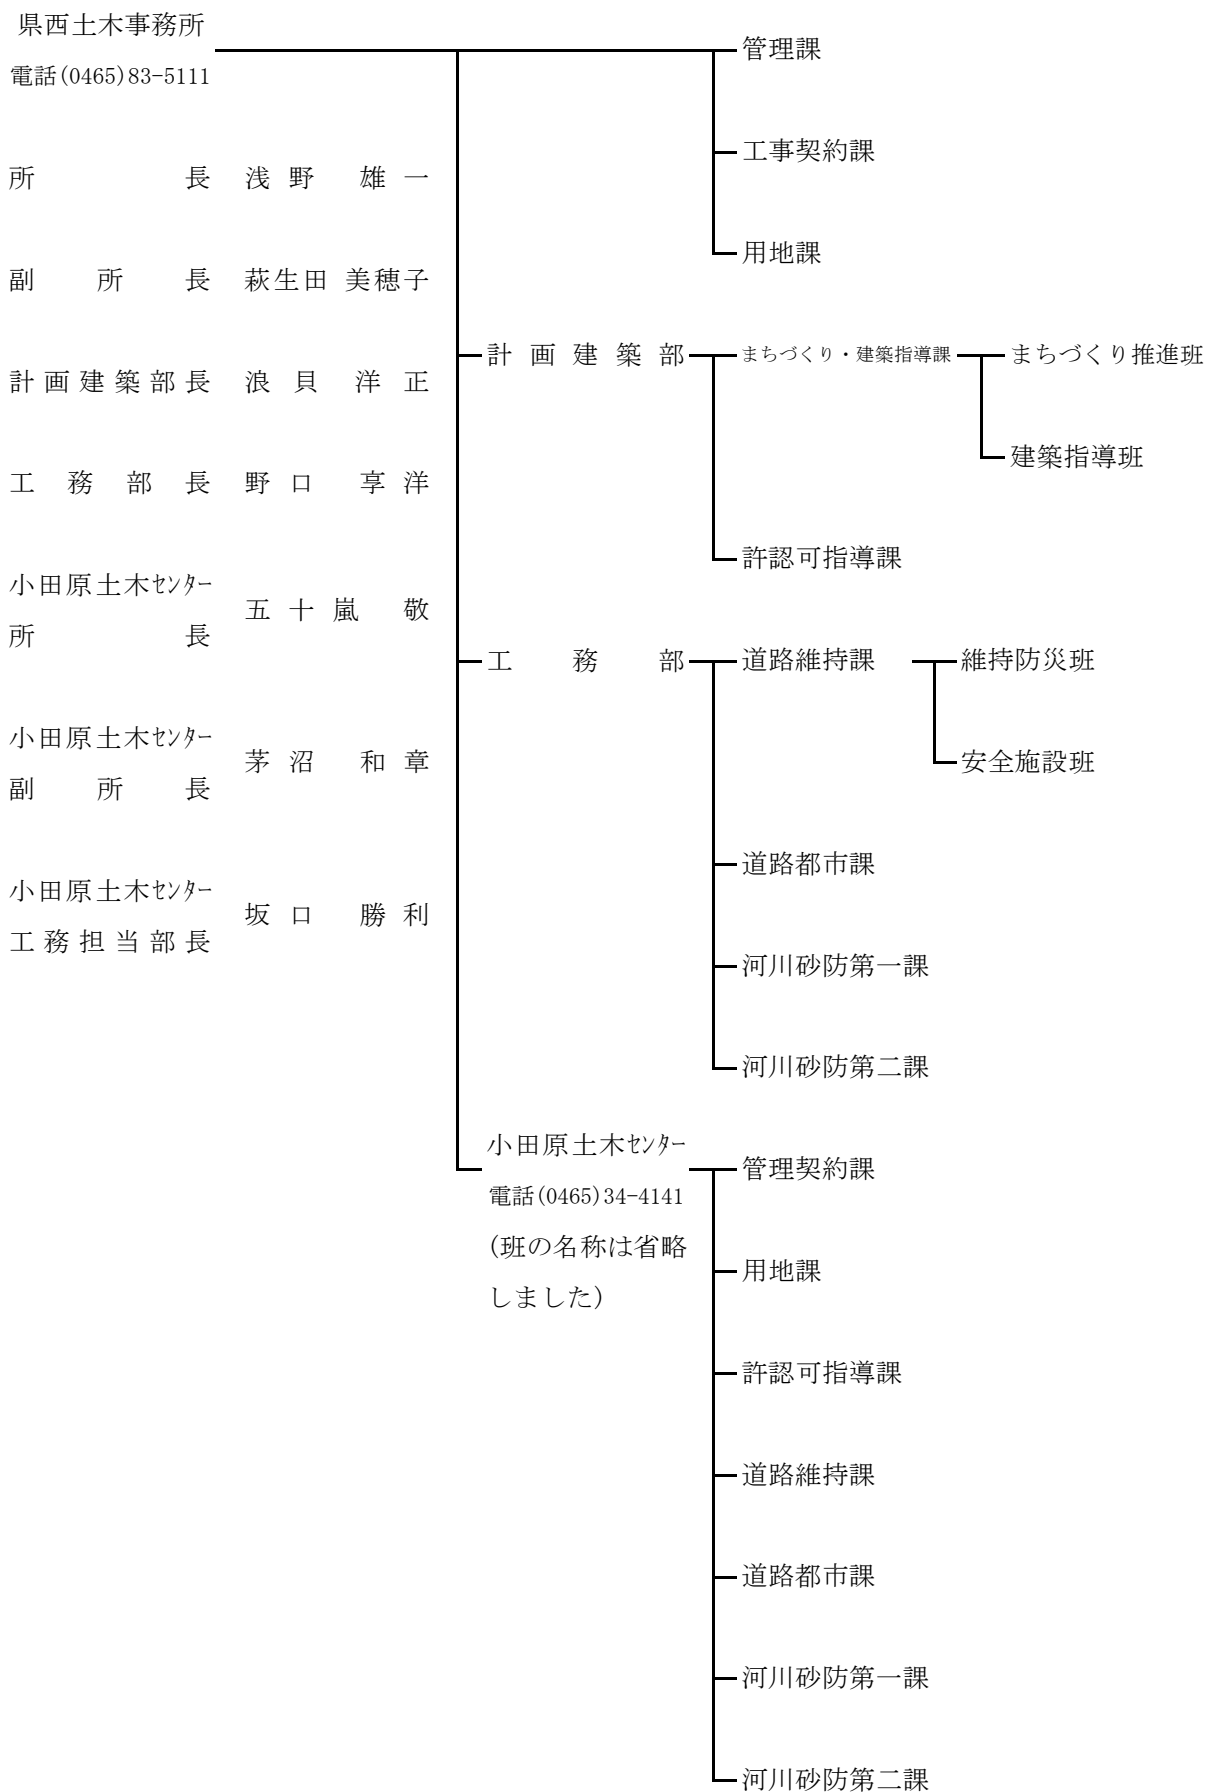 県西土木事務所
電話(0465)83-5111
所長 浅野 雄一
副所長 萩生田 美穂子
計画建築部長 浪貝 洋正
工務部長 野口 享洋
小田原土木ｾﾝﾀｰ
所長
五十嵐 敬
小田原土木ｾﾝﾀｰ
副所長
茅沼 和章
小田原土木ｾﾝﾀｰ
工務担当部長
坂口 勝利
管理課
工事契約課
用地課
計画建築部
まちづくり・建築指導課
まちづくり推進班
建築指導班
許認可指導課
工務部
道路維持課
維持防災班
安全施設班
道路都市課
河川砂防第一課
河川砂防第二課
小田原土木ｾﾝﾀｰ
電話(0465)34-4141
(班の名称は省略
しました)
管理契約課
用地課
許認可指導課
道路維持課
道路都市課
河川砂防第一課
河川砂防第二課